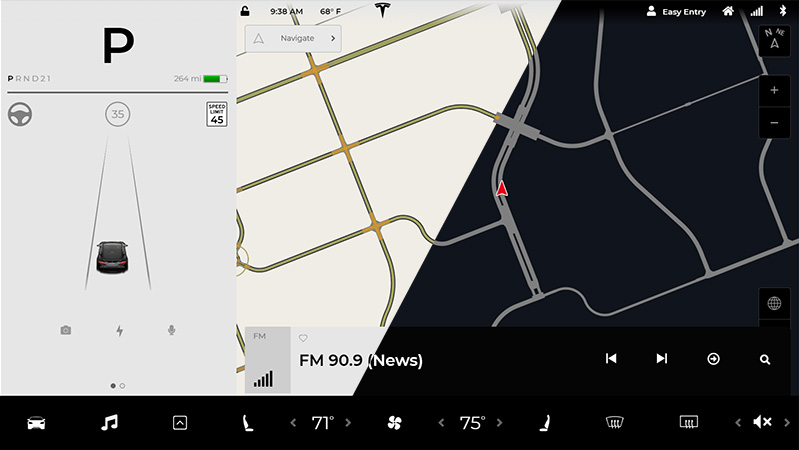 P
P R N D 2 1
264 mi
35
SPEED
LIMIT
45
9:38 AM
68° F
Easy Entry
Navigate
N NE
+
−
FM
FM 90.9 (News)
71°
75°